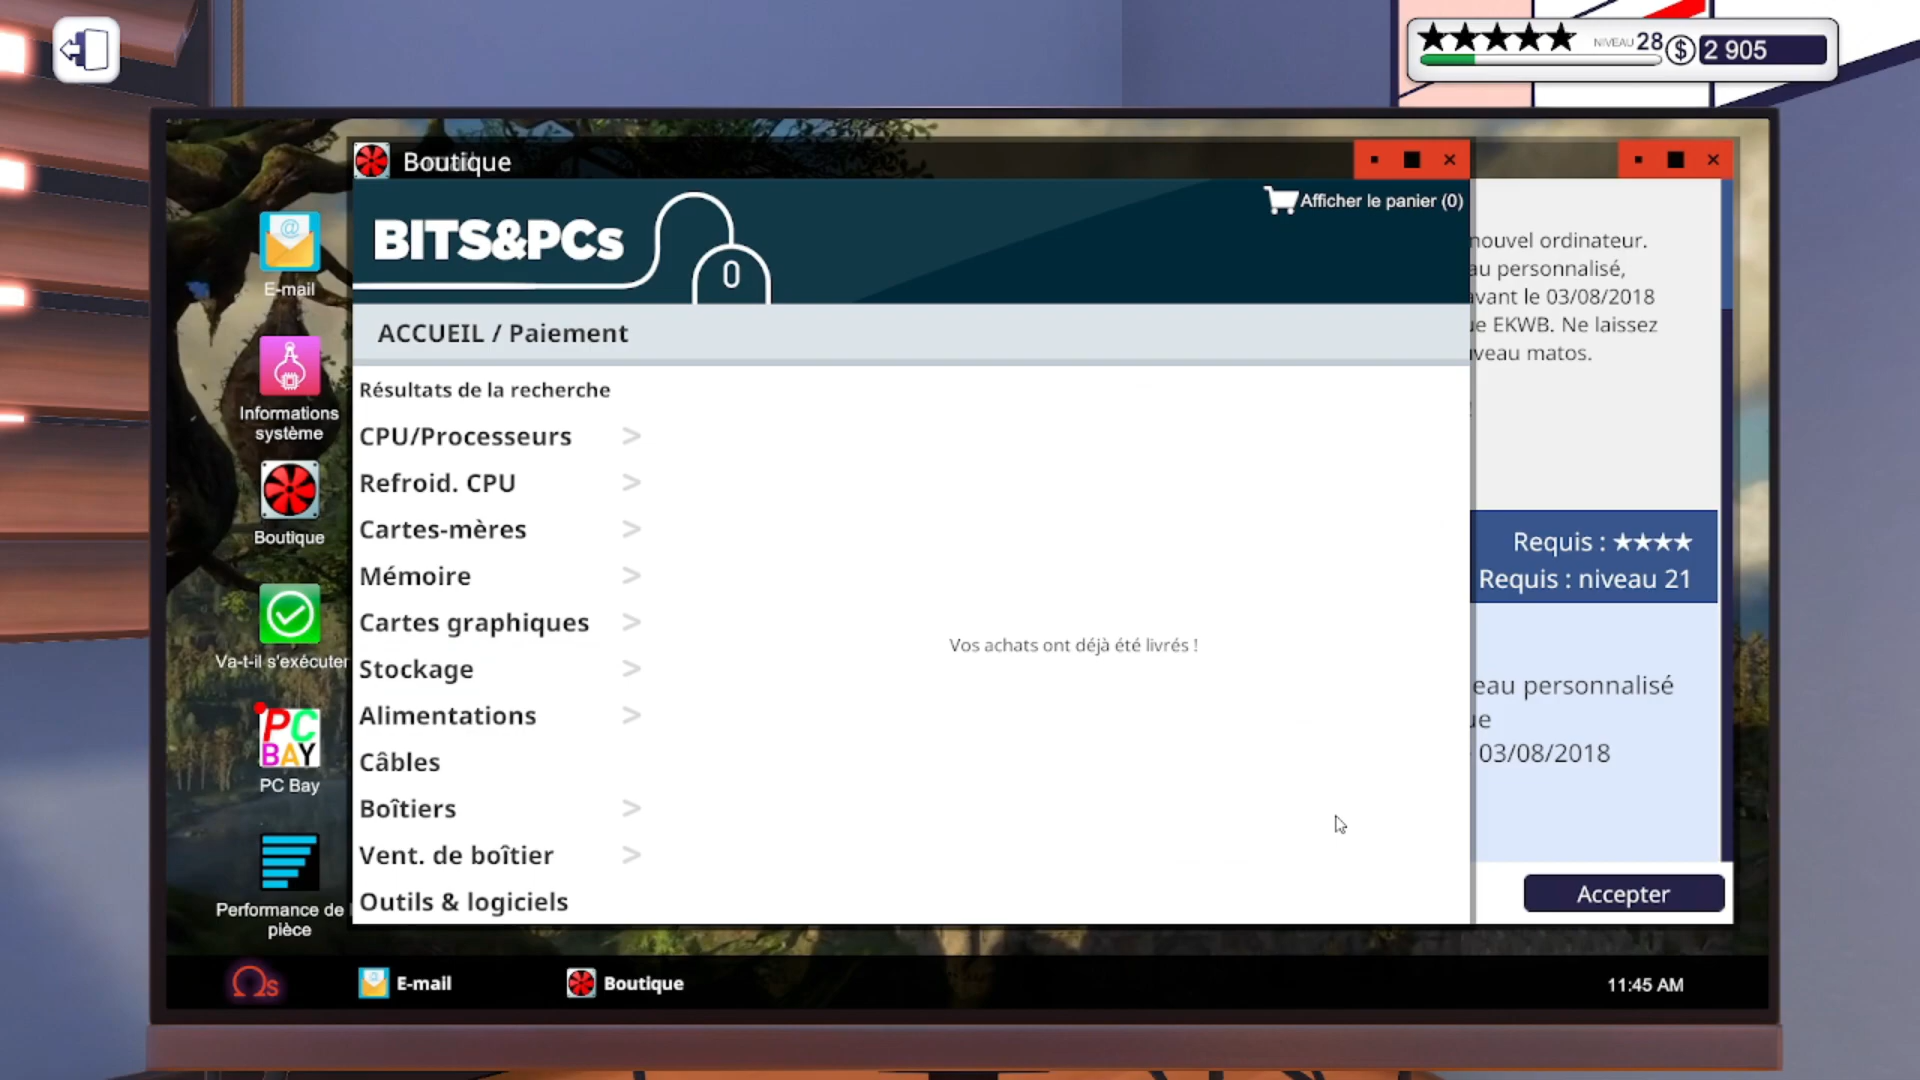 NIVEAU 28 $ 2 905
Boutique
BITS&PCs
Afficher le panier (0)
ACCUEIL / Paiement
Résultats de la recherche
CPU/Processeurs >
Refroid. CPU >
Cartes-mères >
Mémoire >
Cartes graphiques >
Stockage >
Alimentations >
Câbles
Boîtiers >
Vent. de boîtier >
Outils & logiciels
Vos achats ont déjà été livrés !
E-mail
Informations
système
Boutique
Va-t-il s'exécuter
PC
BAY
PC Bay
Performance de
pièce
nouvel ordinateur.
au personnalisé,
avant le 03/08/2018
ue EKWB. Ne laissez
uveau matos.
Requis : ★★★★
Requis : niveau 21
eau personnalisé
ue
03/08/2018
Accepter
Ωs
E-mail
Boutique
11:45 AM